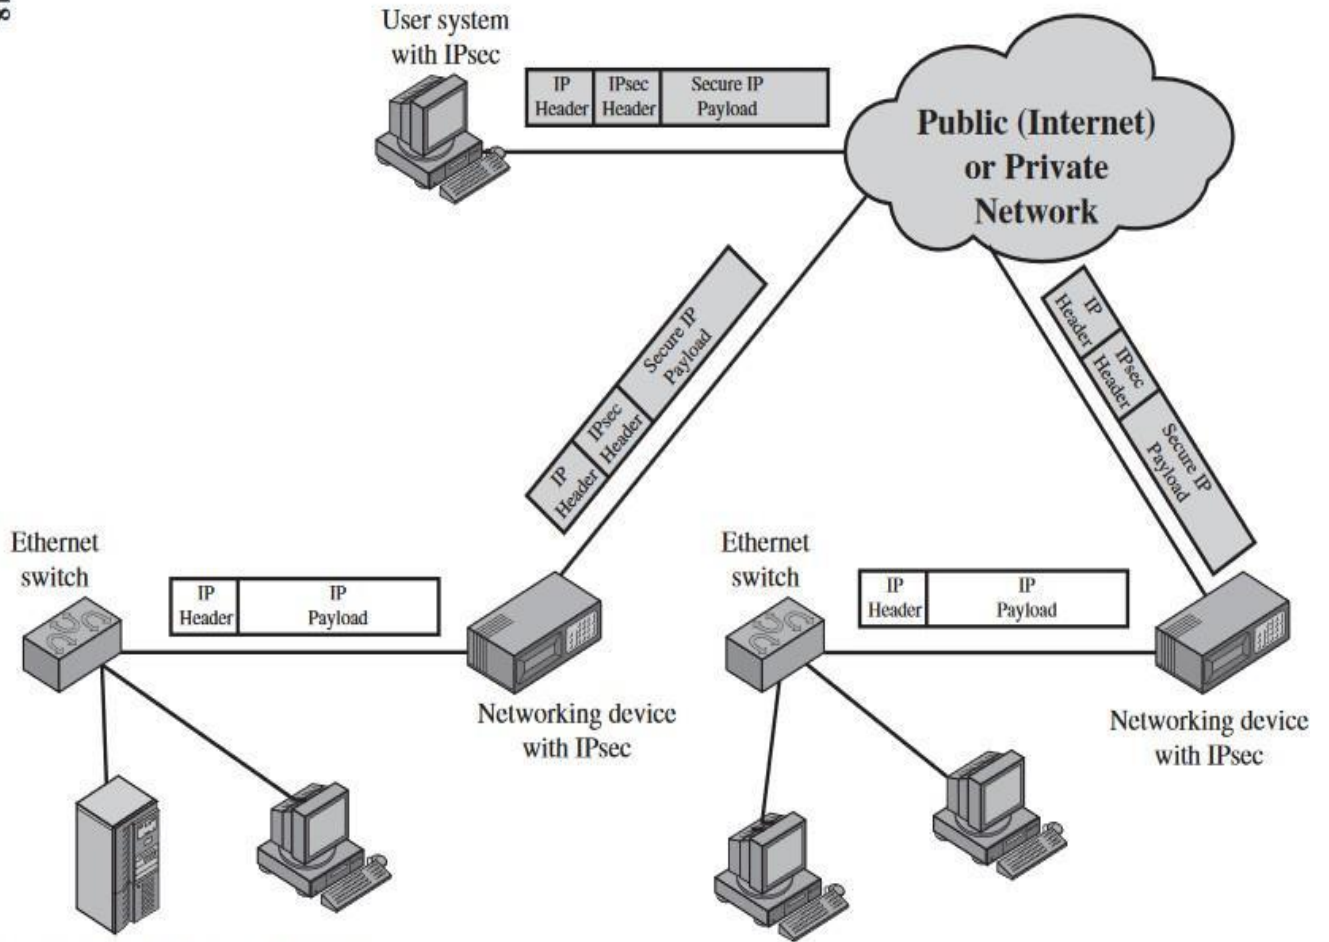 User system
with IPsec
IP
Header
IPsec
Header
Secure IP
Payload
Public (Internet)
or Private
Network
Secure IP
Payload
IPsec
Header
IP
Header
IP
Header
IPsec
Header
Secure IP
Payload
Ethernet
switch
IP
Header
IP
Payload
Networking device
with IPsec
Ethernet
switch
IP
Header
IP
Payload
Networking device
with IPsec